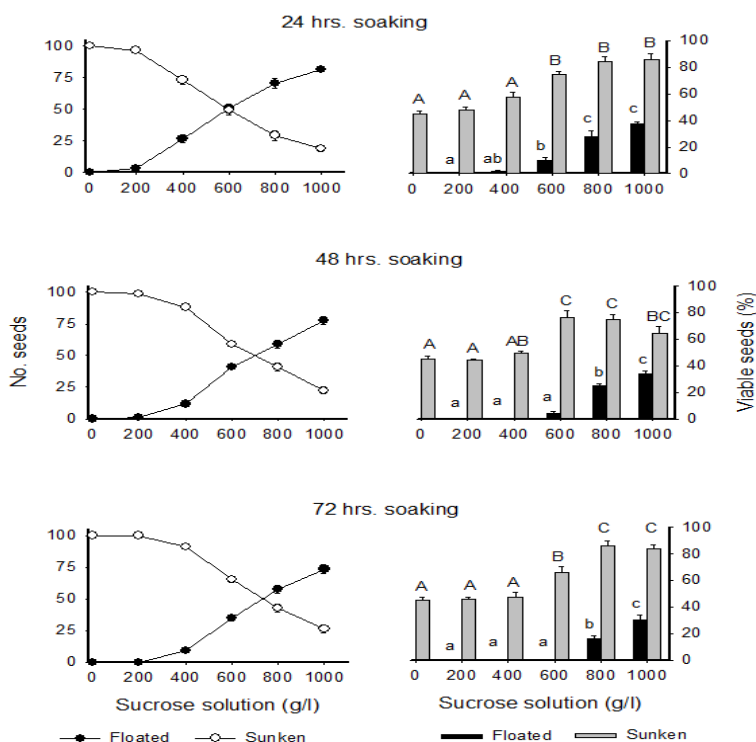 24 hrs. soaking
100
75
50
25
0
0 200 400 600 800 1000
A A A B B B
a ab b c c
100
80
60
40
20
0
0 200 400 600 800 1000
48 hrs. soaking
No. seeds
100
75
50
25
0
0 200 400 600 800 1000
A A AB C C BC
a a a b c
100
80
60
40
20
0
Viable seeds (%)
0 200 400 600 800 1000
72 hrs. soaking
100
75
50
25
0
0 200 400 600 800 1000
Sucrose solution (g/l)
A A A B C C
a a a b c
100
80
60
40
20
0
0 200 400 600 800 1000
Sucrose solution (g/l)
Floated Sunken
Floated Sunken